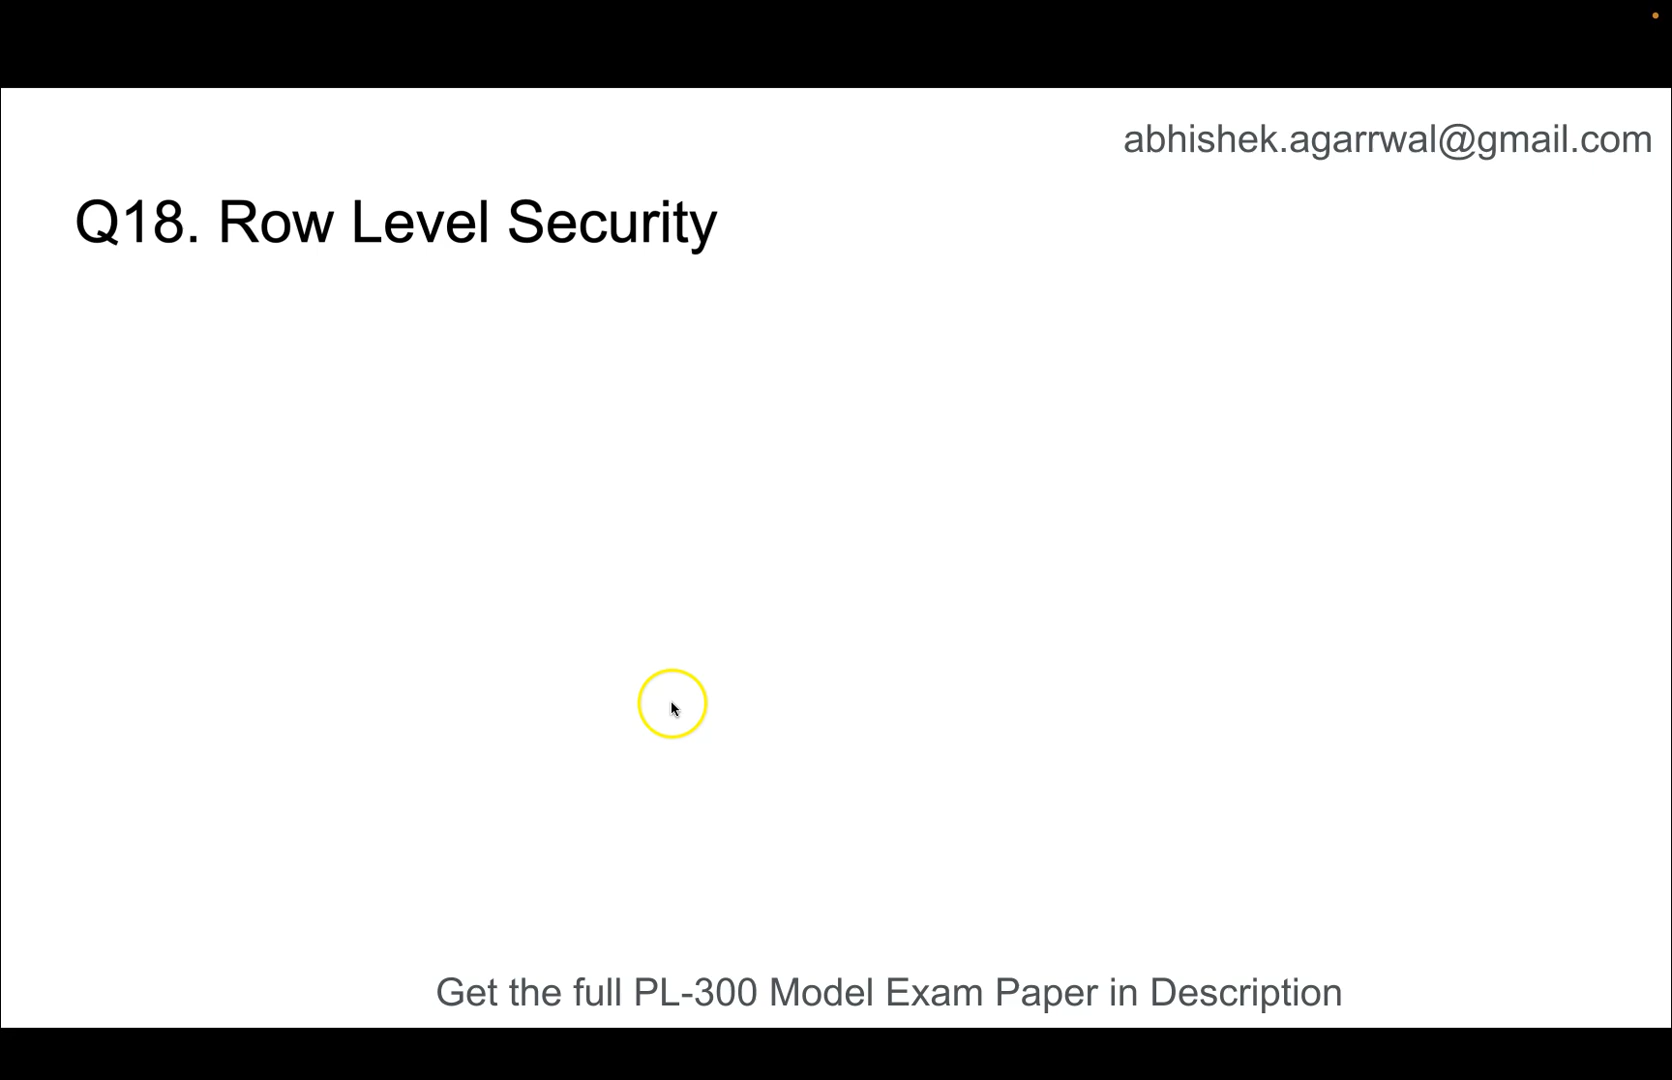 abhishek.agarrwal@gmail.com
Q18. Row Level Security
Get the full PL-300 Model Exam Paper in Description